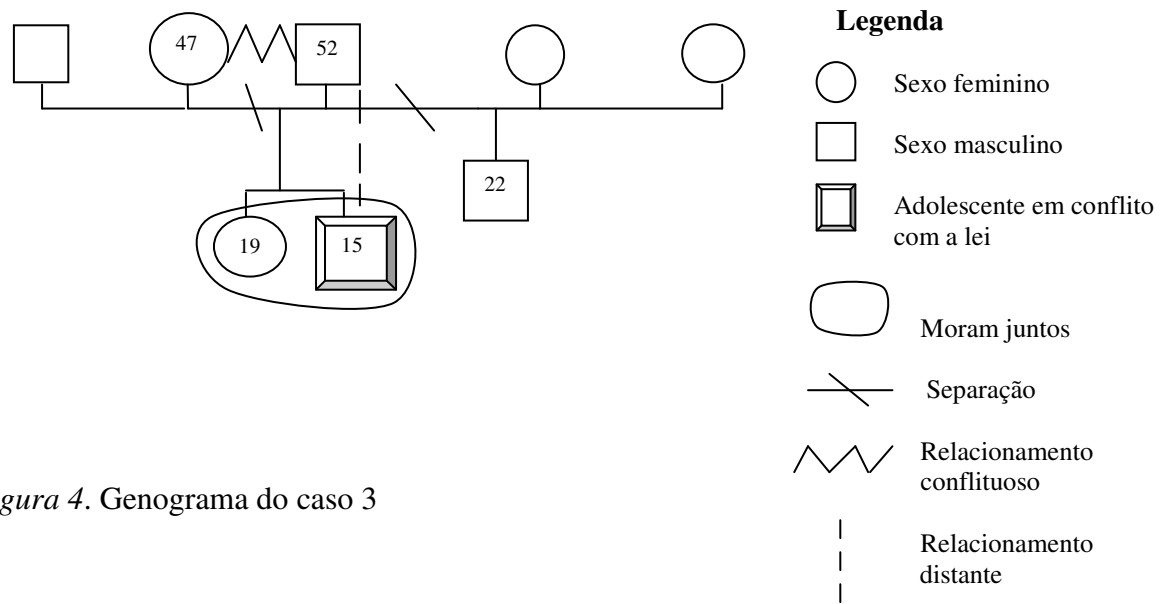 47
52
22
19
15
gura 4. Genograma do caso 3
Legenda
Sexo feminino
Sexo masculino
Adolescente em conflito
com a lei
Moram juntos
Separação
Relacionamento
conflituoso
Relacionamento
distante